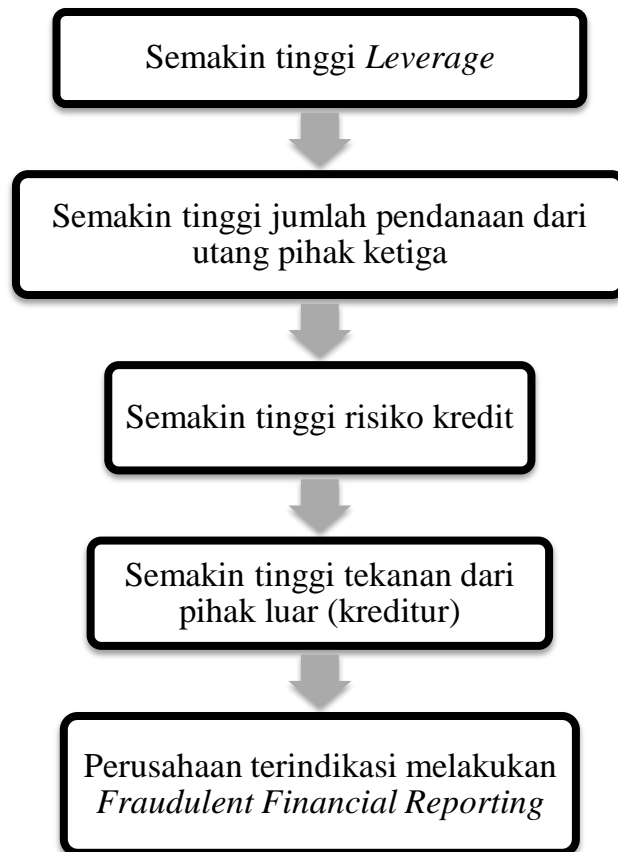 Semakin tinggi Leverage
Semakin tinggi jumlah pendanaan dari
utang pihak ketiga
Semakin tinggi risiko kredit
Semakin tinggi tekanan dari
pihak luar (kreditur)
Perusahaan terindikasi melakukan
Fraudulent Financial Reporting